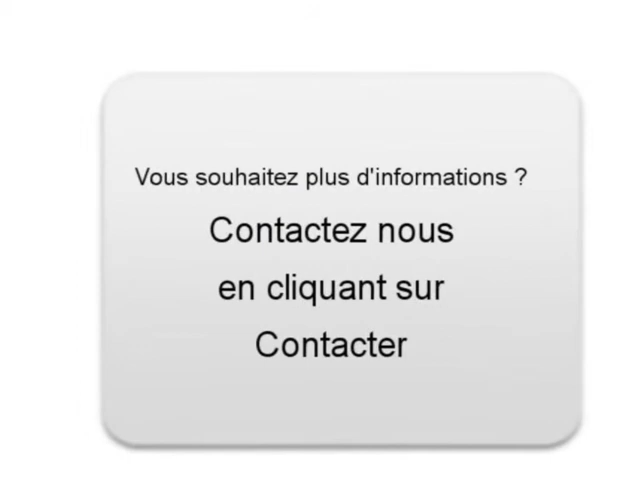 Vous souhaitez plus d'informations ?
Contactez nous
en cliquant sur
Contacter